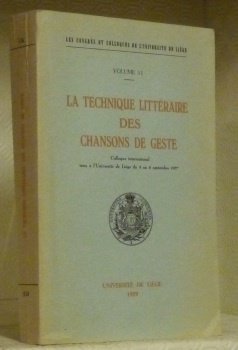 LES CONGRÈS ET COLLOQUES DE L'UNIVERSITÉ DE LIÈGE
VOLUME 11
LA TECHNIQUE LITTÉRAIRE
DES
CHANSONS DE GESTE
Colloque international
tenu à l'Université de Liège du 4 au 6 septembre 1957
UNIVERSITÉ DE LIÈGE
1959